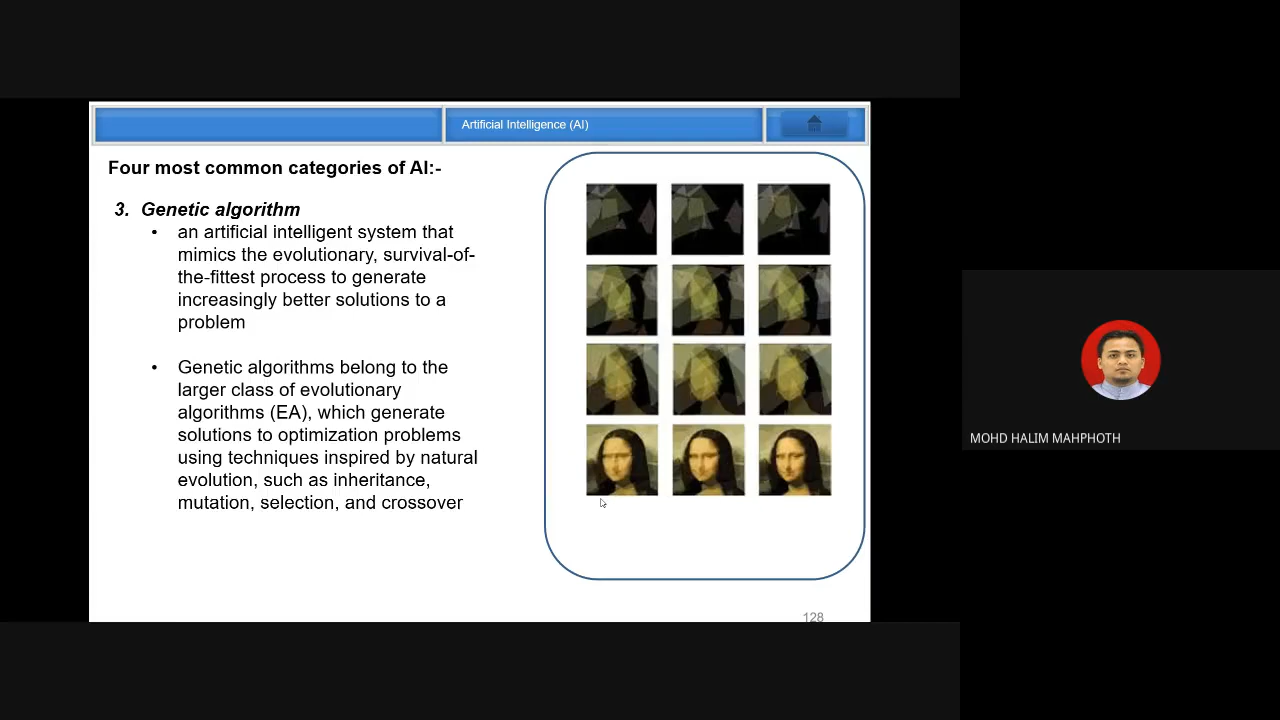 Artificial Intelligence (AI)
Four most common categories of AI:-
3. Genetic algorithm
• an artificial intelligent system that
mimics the evolutionary, survival-of-
the-fittest process to generate
increasingly better solutions to a
problem
• Genetic algorithms belong to the
larger class of evolutionary
algorithms (EA), which generate
solutions to optimization problems
using techniques inspired by natural
evolution, such as inheritance,
mutation, selection, and crossover
128
MOHD HALIM MAHPHOTH